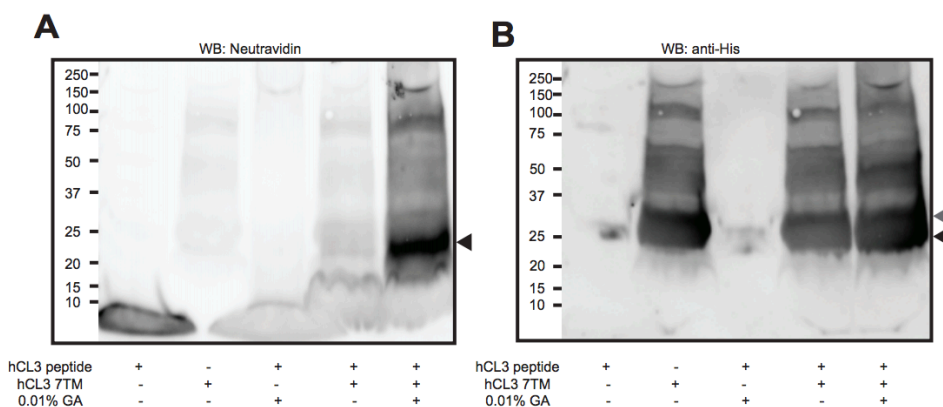 A
WB: Neutravidin
250
150
100
75
50
37
25
20
15
10
hCL3 peptide + - + + +
hCL3 7TM - + - + +
0.01% GA - - + - +
B
WB: anti-His
250
150
100
75
50
37
25
20
15
10
hCL3 peptide + - + + +
hCL3 7TM - + - + +
0.01% GA - - + - +